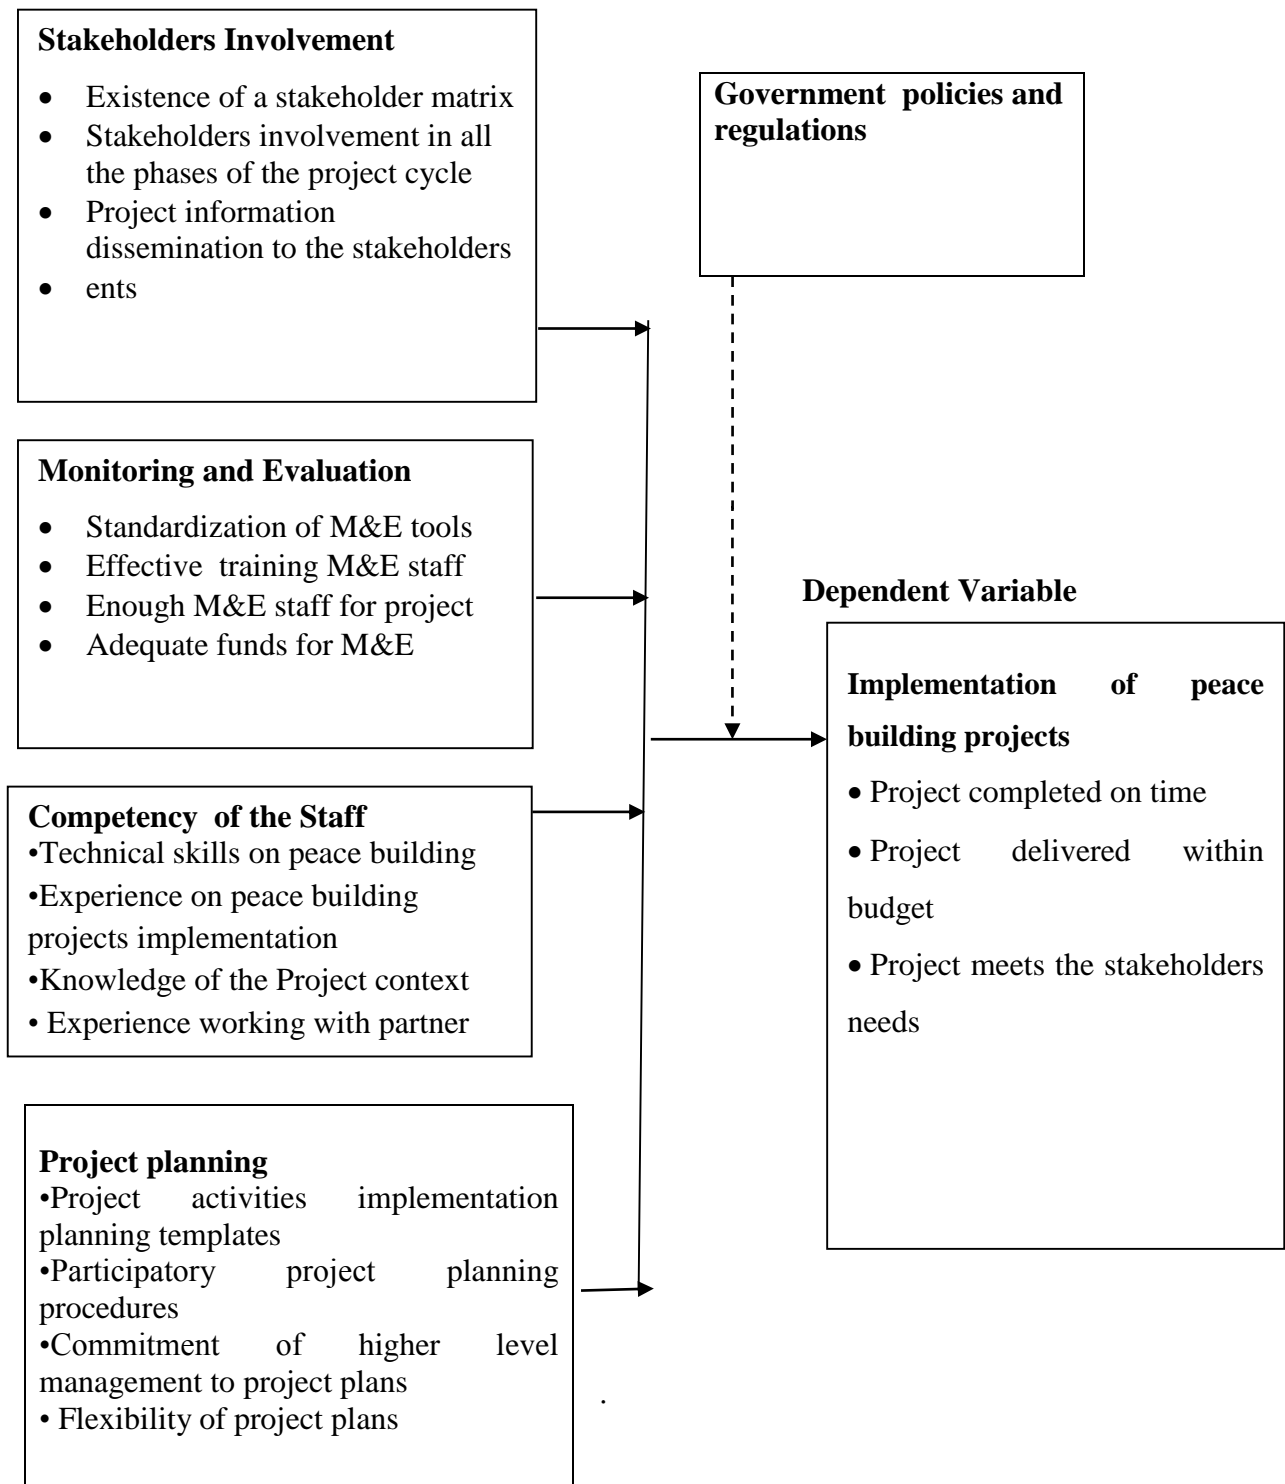 Stakeholders Involvement
• Existence of a stakeholder matrix
• Stakeholders involvement in all
the phases of the project cycle
• Project information
dissemination to the stakeholders
• ents
Government  policies and
regulations
Monitoring and Evaluation
• Standardization of M&E tools
• Effective  training M&E staff
• Enough M&E staff for project
• Adequate funds for M&E
Competency  of the Staff
•Technical skills on peace building
•Experience on peace building
projects implementation
•Knowledge of the Project context
• Experience working with partner
Project planning
•Project activities implementation
planning templates
•Participatory project planning
procedures
•Commitment of higher level
management to project plans
• Flexibility of project plans
.
Dependent Variable
Implementation of peace
building projects
• Project completed on time
• Project delivered within
budget
• Project meets the stakeholders
needs